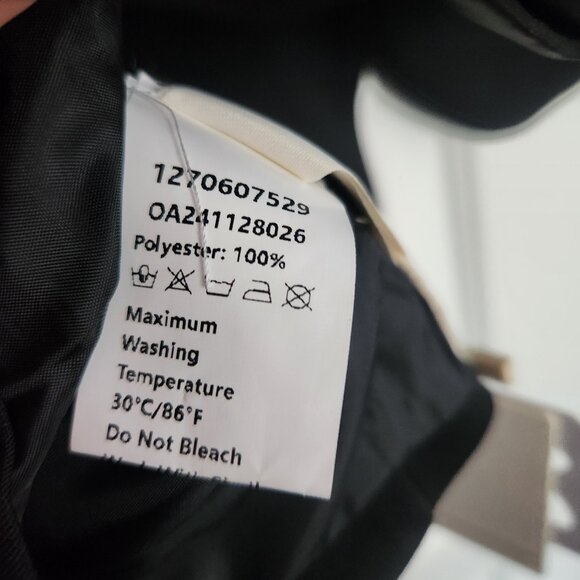 1270607529
OA241128026
Polyester: 100%
Maximum
Washing
Temperature
30°C/86°F
Do Not Bleach